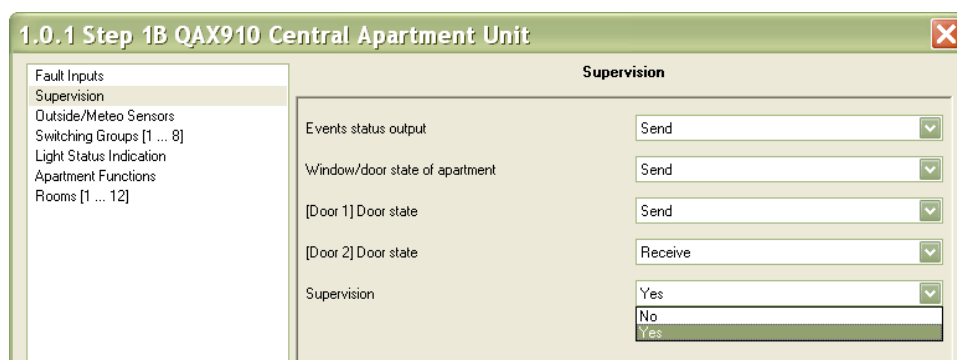 1.0.1 Step 1B QAX910 Central Apartment Unit
Fault Inputs
Supervision
Outside/Meteo Sensors
Switching Groups [1 ... 8]
Light Status Indication
Apartment Functions
Rooms [1 ... 12]
Supervision
Events status output Send
Window/door state of apartment Send
[Door 1] Door state Send
[Door 2] Door state Receive
Supervision Yes
No
Yes